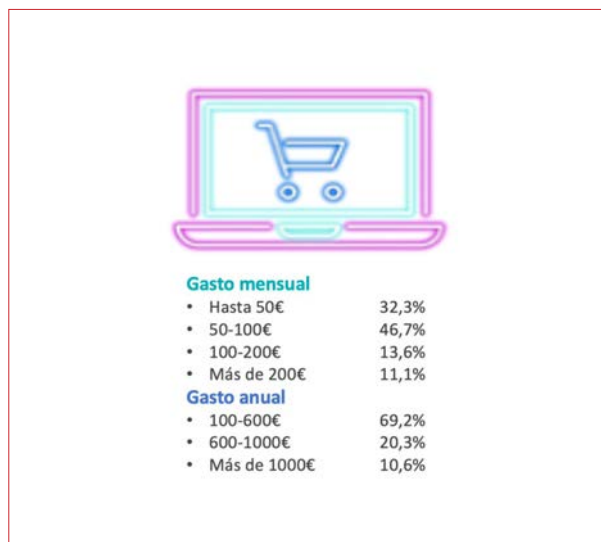 Gasto mensual
• Hasta 50€ 32,3%
• 50-100€ 46,7%
• 100-200€ 13,6%
• Más de 200€ 11,1%
Gasto anual
• 100-600€ 69,2%
• 600-1000€ 20,3%
• Más de 1000€ 10,6%